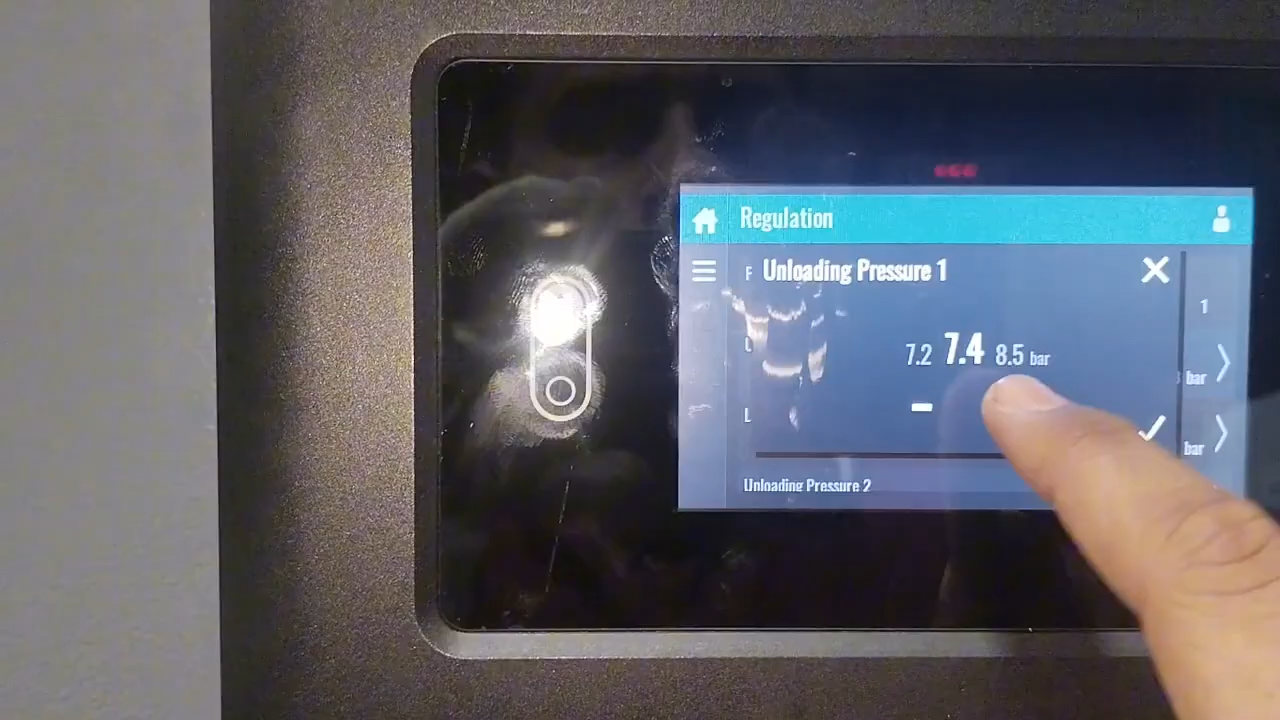 Regulation
F Unloading Pressure 1
1
7.2 7.4 8.5 bar
bar
L
bar
Unloading Pressure 2